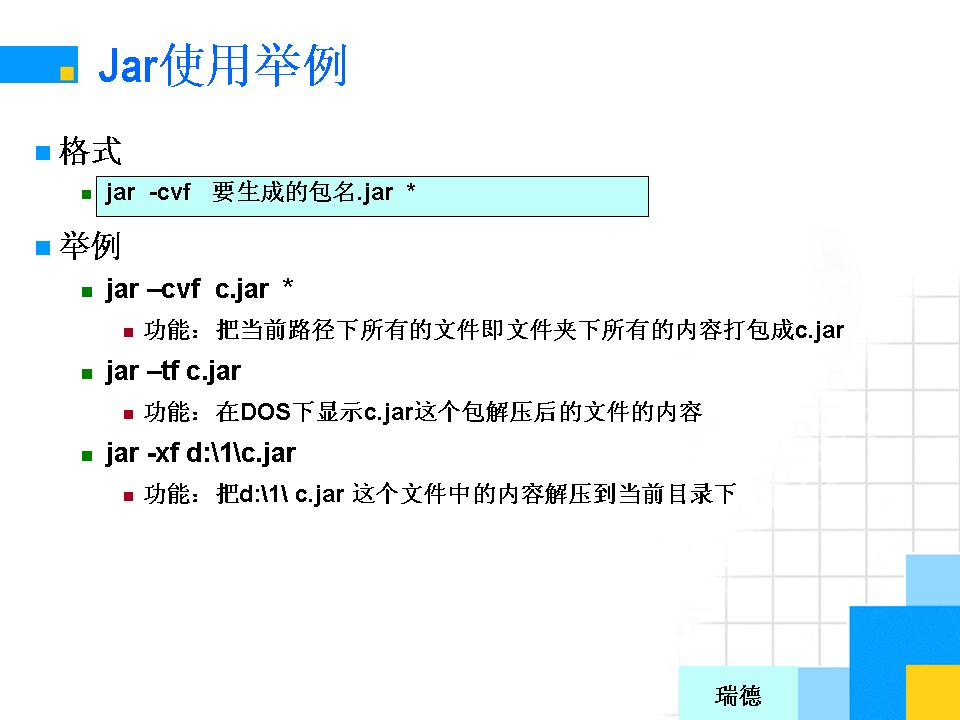 Jar使用举例
格式
jar -cvf 要生成的包名.jar *
举例
jar –cvf c.jar *
功能：把当前路径下所有的文件即文件夹下所有的内容打包成c.jar
jar –tf c.jar
功能：在DOS下显示c.jar这个包解压后的文件的内容
jar -xf d:\1\c.jar
功能：把d:\1\ c.jar 这个文件中的内容解压到当前目录下
瑞德